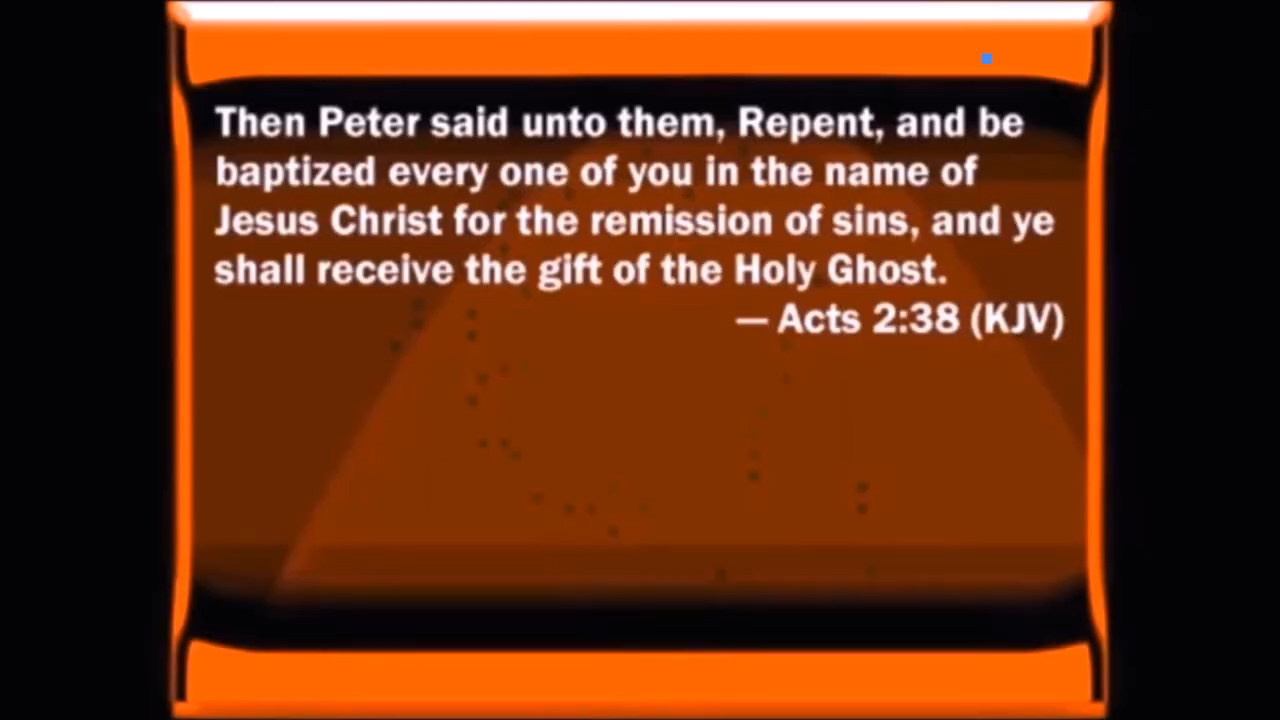 Then Peter said unto them, Repent, and be
baptized every one of you in the name of
Jesus Christ for the remission of sins, and ye
shall receive the gift of the Holy Ghost.
— Acts 2:38 (KJV)